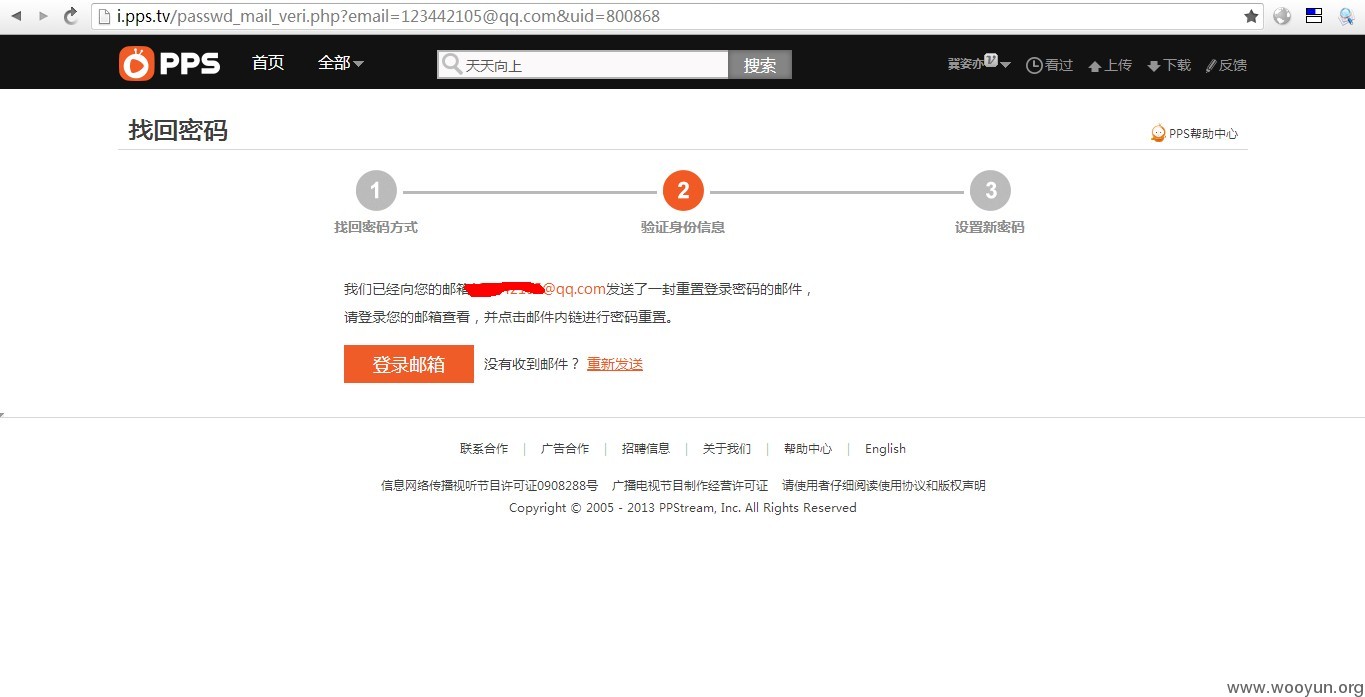 i.pps.tv/passwd_mail_veri.php?email=123442105@qq.com&uid=800868
PPS 首页 全部 天天向上 搜索 冀姿亦 看过 上传 下载 反馈
找回密码 PPS帮助中心
1 2 3
找回密码方式 验证身份信息 设置新密码
我们已经向您的邮箱@qq.com发送了一封重置登录密码的邮件，
请登录您的邮箱查看，并点击邮件内链进行密码重置。
登录邮箱 没有收到邮件？ 重新发送
联系合作 | 广告合作 | 招聘信息 | 关于我们 | 帮助中心 | English
信息网络传播视听节目许可证0908288号 广播电视节目制作经营许可证 请使用者仔细阅读使用协议和版权声明
Copyright © 2005 - 2013 PPStream, Inc. All Rights Reserved
www.wooyun.org